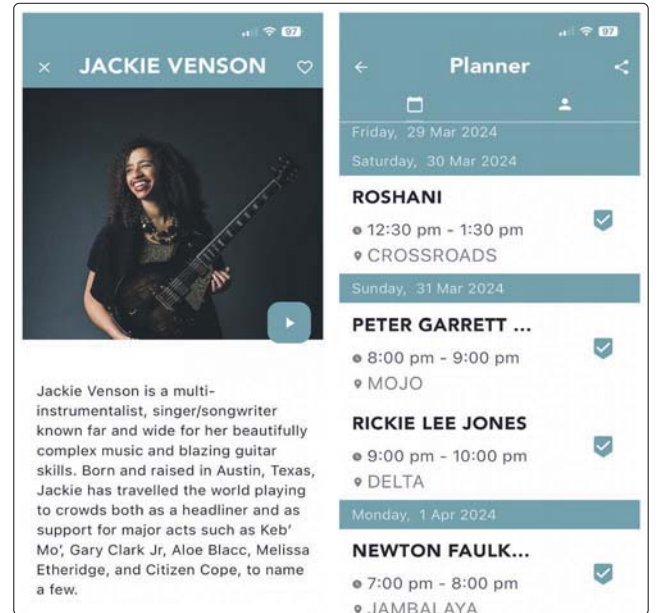 97
JACKIE VENSON
Jackie Venson is a multi-
instrumentalist, singer/songwriter
known far and wide for her beautifully
complex music and blazing guitar
skills. Born and raised in Austin, Texas,
Jackie has travelled the world playing
to crowds both as a headliner and as
support for major acts such as Keb'
Mo', Gary Clark Jr, Aloe Blacc, Melissa
Etheridge, and Citizen Cope, to name
a few.
97
Planner
Friday, 29 Mar 2024
Saturday, 30 Mar 2024
ROSHANI
12:30 pm - 1:30 pm
CROSSROADS
Sunday, 31 Mar 2024
PETER GARRETT ...
8:00 pm - 9:00 pm
MOJO
RICKIE LEE JONES
9:00 pm - 10:00 pm
DELTA
Monday, 1 Apr 2024
NEWTON FAULK...
7:00 pm - 8:00 pm
JAMBALAYA